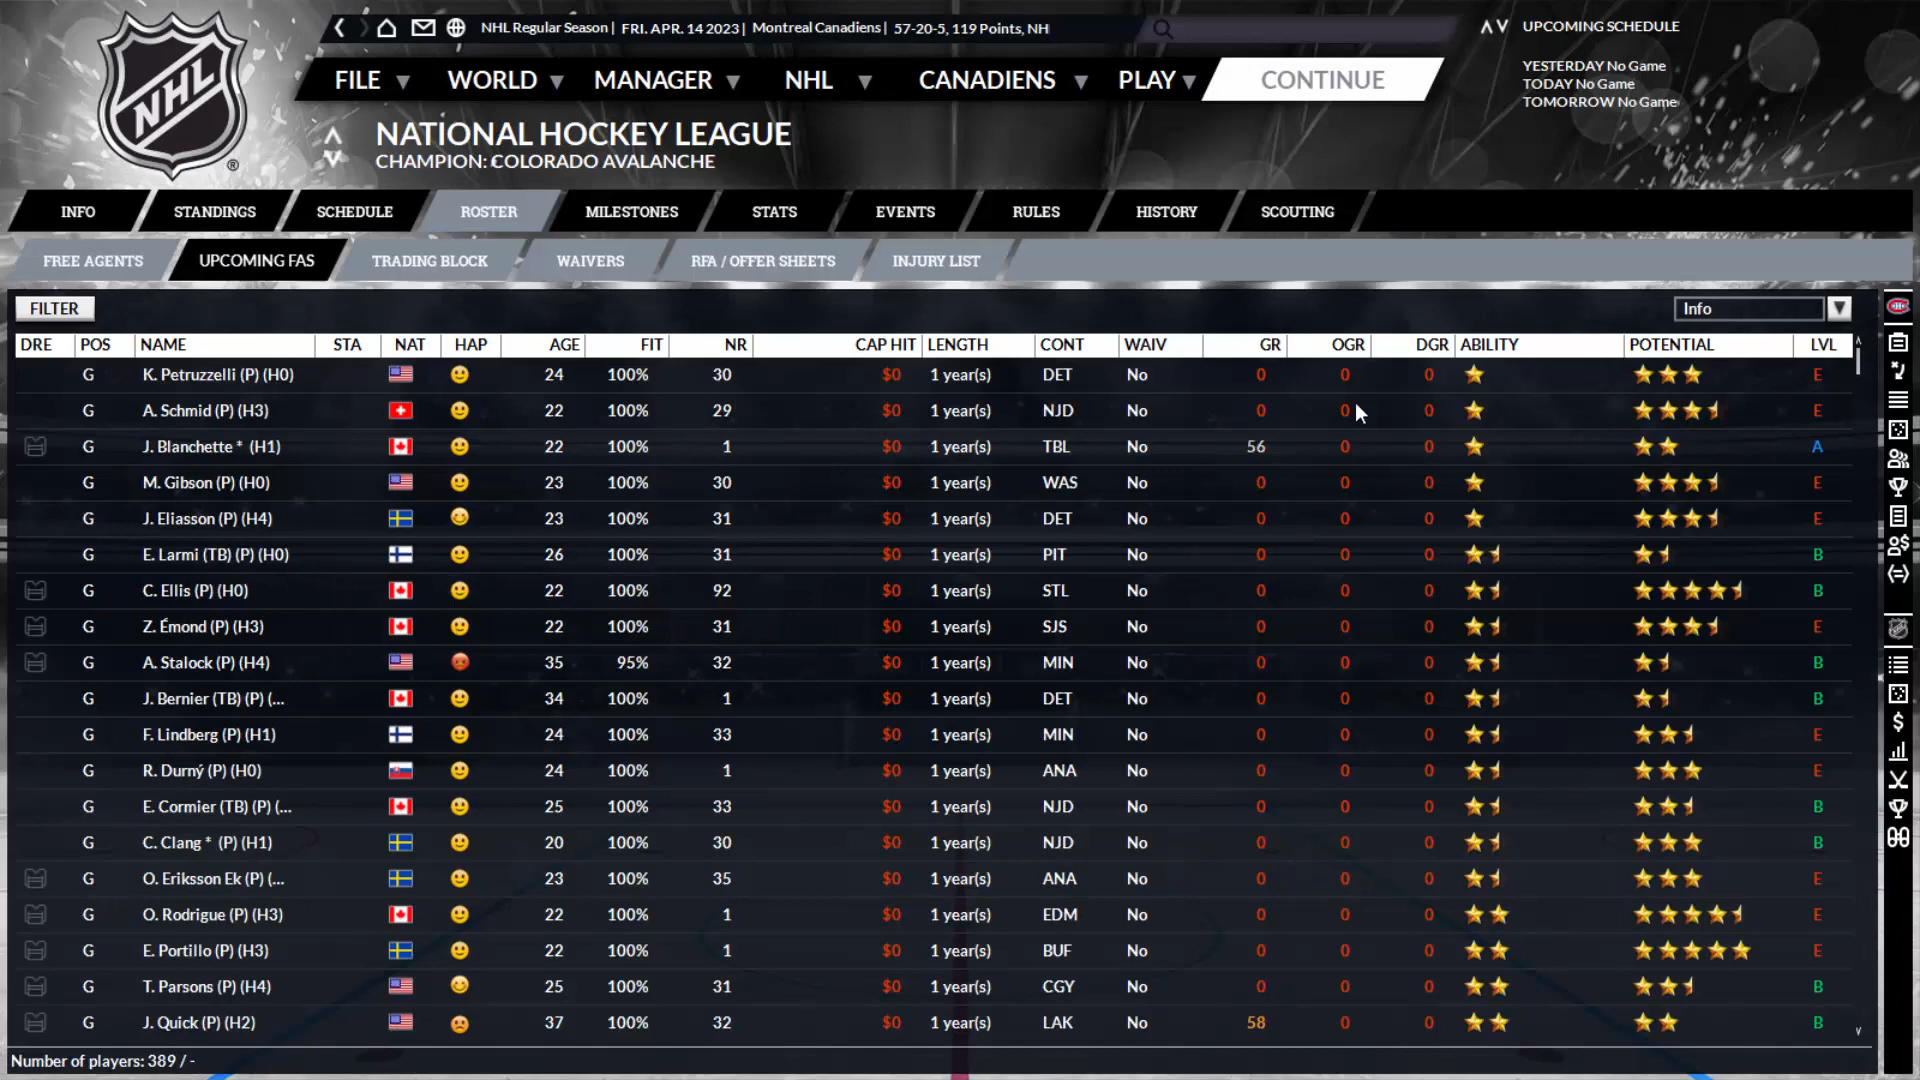 NHL Regular Season | FRI. APR. 14 2023 | Montreal Canadiens | 57-20-5, 119 Points, NH
UPCOMING SCHEDULE
YESTERDAY No Game
TODAY No Game
TOMORROW No Game
NHL
®
FILE WORLD MANAGER NHL CANADIENS PLAY CONTINUE
NATIONAL HOCKEY LEAGUE
CHAMPION: COLORADO AVALANCHE
INFO STANDINGS SCHEDULE ROSTER MILESTONES STATS EVENTS RULES HISTORY SCOUTING
FREE AGENTS UPCOMING FAS TRADING BLOCK WAIVERS RFA / OFFER SHEETS INJURY LIST
FILTER Info
DRE POS NAME STA NAT HAP AGE FIT NR CAP HIT LENGTH CONT WAIV GR OGR DGR ABILITY POTENTIAL LVL
G K. Petruzzelli (P) (H0) 24 100% 30 $0 1 year(s) DET No 0 0 0 E
G A. Schmid (P) (H3) 22 100% 29 $0 1 year(s) NJD No 0 0 0 E
G J. Blanchette * (H1) 22 100% 1 $0 1 year(s) TBL No 56 0 0 A
G M. Gibson (P) (H0) 23 100% 30 $0 1 year(s) WAS No 0 0 0 E
G J. Eliasson (P) (H4) 23 100% 31 $0 1 year(s) DET No 0 0 0 E
G E. Larmi (TB) (P) (H0) 26 100% 31 $0 1 year(s) PIT No 0 0 0 B
G C. Ellis (P) (H0) 22 100% 92 $0 1 year(s) STL No 0 0 0 B
G Z. Émond (P) (H3) 22 100% 31 $0 1 year(s) SJS No 0 0 0 E
G A. Stalock (P) (H4) 35 95% 32 $0 1 year(s) MIN No 0 0 0 B
G J. Bernier (TB) (P) (... 34 100% 1 $0 1 year(s) DET No 0 0 0 B
G F. Lindberg (P) (H1) 24 100% 33 $0 1 year(s) MIN No 0 0 0 E
G R. Durný (P) (H0) 24 100% 1 $0 1 year(s) ANA No 0 0 0 E
G E. Cormier (TB) (P) (... 25 100% 33 $0 1 year(s) NJD No 0 0 0 B
G C. Clang * (P) (H1) 20 100% 30 $0 1 year(s) NJD No 0 0 0 B
G O. Eriksson Ek (P) (... 23 100% 35 $0 1 year(s) ANA No 0 0 0 E
G O. Rodrigue (P) (H3) 22 100% 1 $0 1 year(s) EDM No 0 0 0 E
G E. Portillo (P) (H3) 22 100% 1 $0 1 year(s) BUF No 0 0 0 E
G T. Parsons (P) (H4) 25 100% 31 $0 1 year(s) CGY No 0 0 0 B
G J. Quick (P) (H2) 37 100% 32 $0 1 year(s) LAK No 58 0 0 B
Number of players: 389 / -